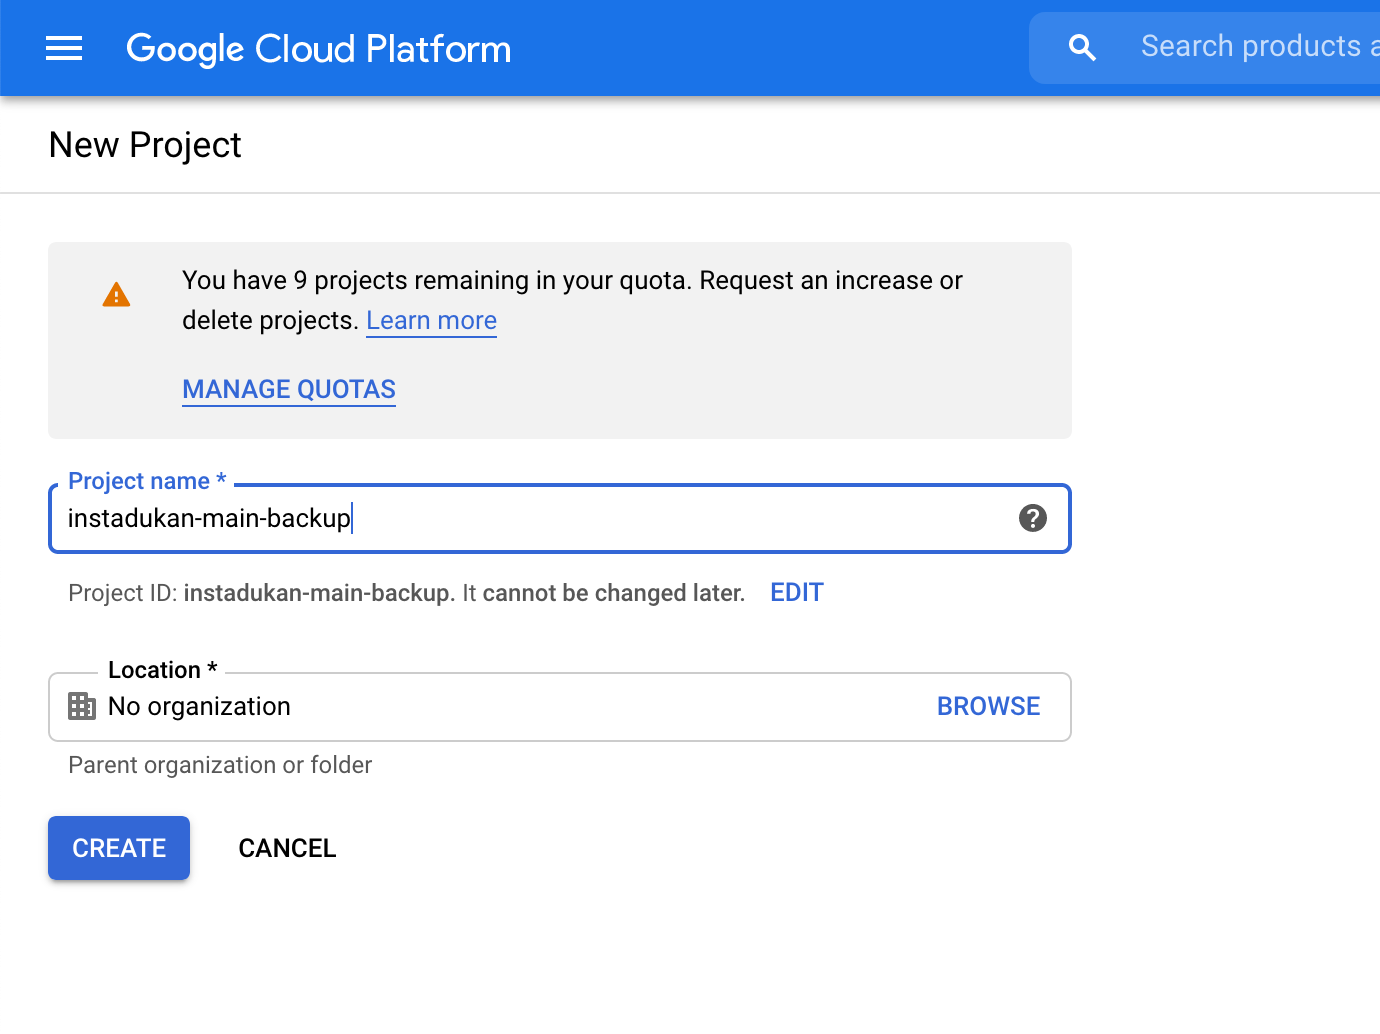 Google Cloud Platform
Search products a
New Project
You have 9 projects remaining in your quota. Request an increase or
delete projects. Learn more
MANAGE QUOTAS
Project name *
instadukan-main-backup
Project ID: instadukan-main-backup. It cannot be changed later. EDIT
Location *
No organization BROWSE
Parent organization or folder
CREATE CANCEL